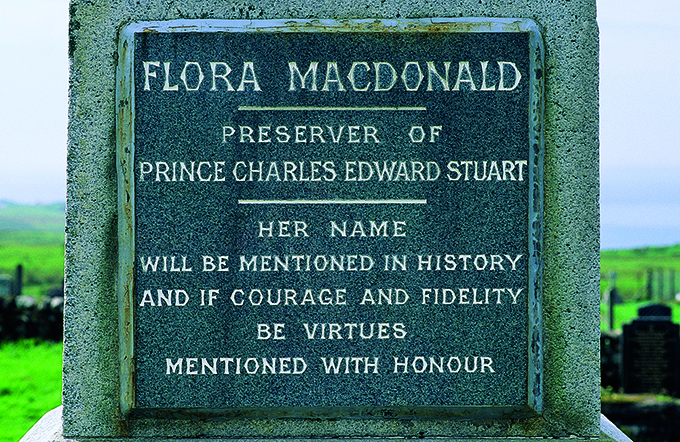 FLORA MACDONALD
PRESERVER OF
PRINCE CHARLES EDWARD STUART
HER NAME
WILL BE MENTIONED IN HISTORY
AND IF COURAGE AND FIDELITY
BE VIRTUES
MENTIONED WITH HONOUR